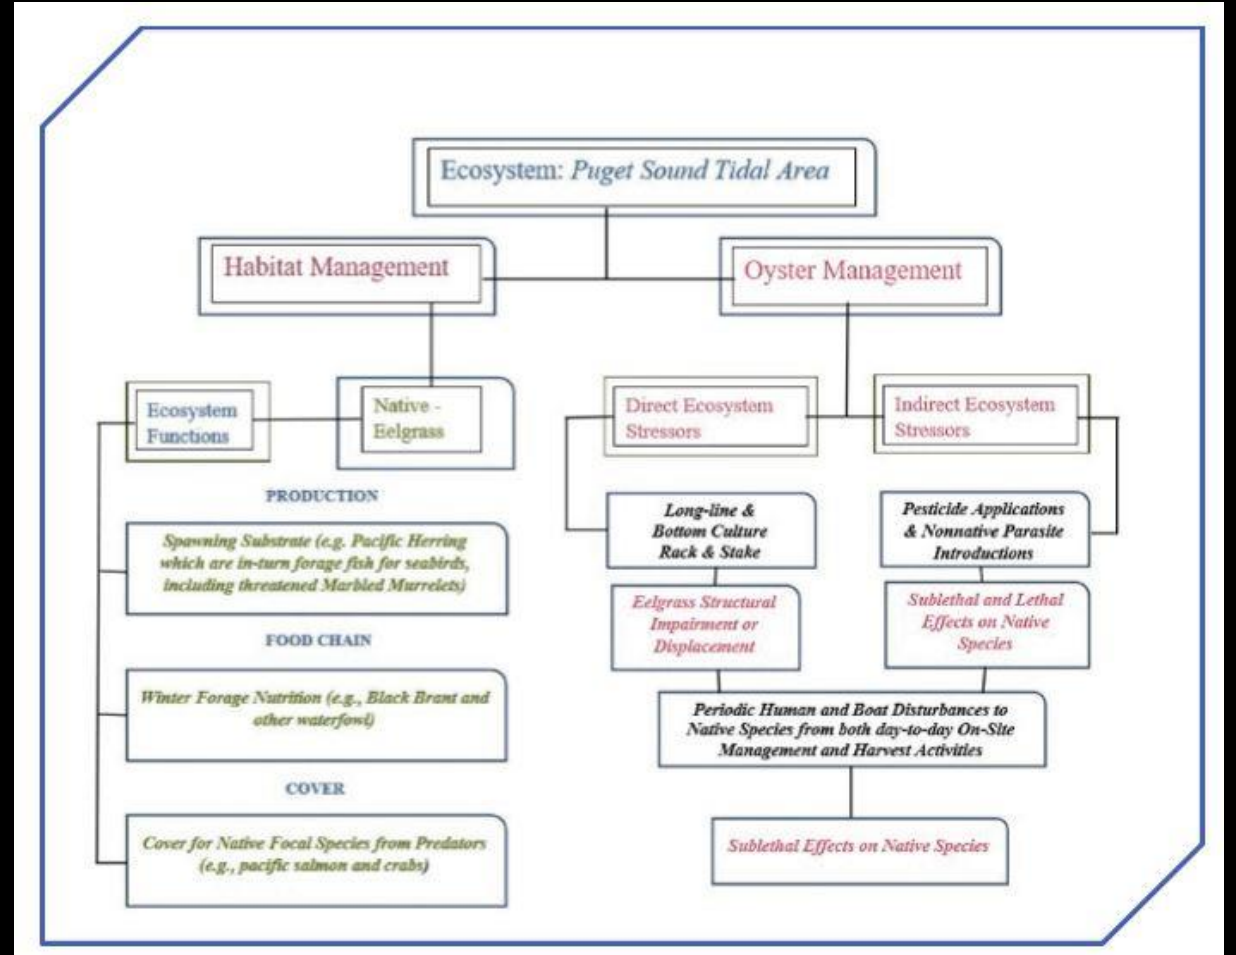 Ecosystem: Puget Sound Tidal Area
Habitat Management
Oyster Management
Ecosystem
Functions
Native -
Eelgrass
Direct Ecosystem
Stressors
Indirect Ecosystem
Stressors
PRODUCTION
Spawning Substrate (e.g. Pacific Herring
which are in-turn forage fish for seabirds,
including threatened Marbled Murrelets)
FOOD CHAIN
Winter Forage Nutrition (e.g., Black Brant and
other waterfowl)
COVER
Cover for Native Focal Species from Predators
(e.g., pacific salmon and crabs)
Long-line &
Bottom Culture
Rack & Stake
Eelgrass Structural
Impairment or
Displacement
Pesticide Applications
& Nonnative Parasite
Introductions
Sublethal and Lethal
Effects on Native
Species
Periodic Human and Boat Disturbances to
Native Species from both day-to-day On-Site
Management and Harvest Activities
Sublethal Effects on Native Species